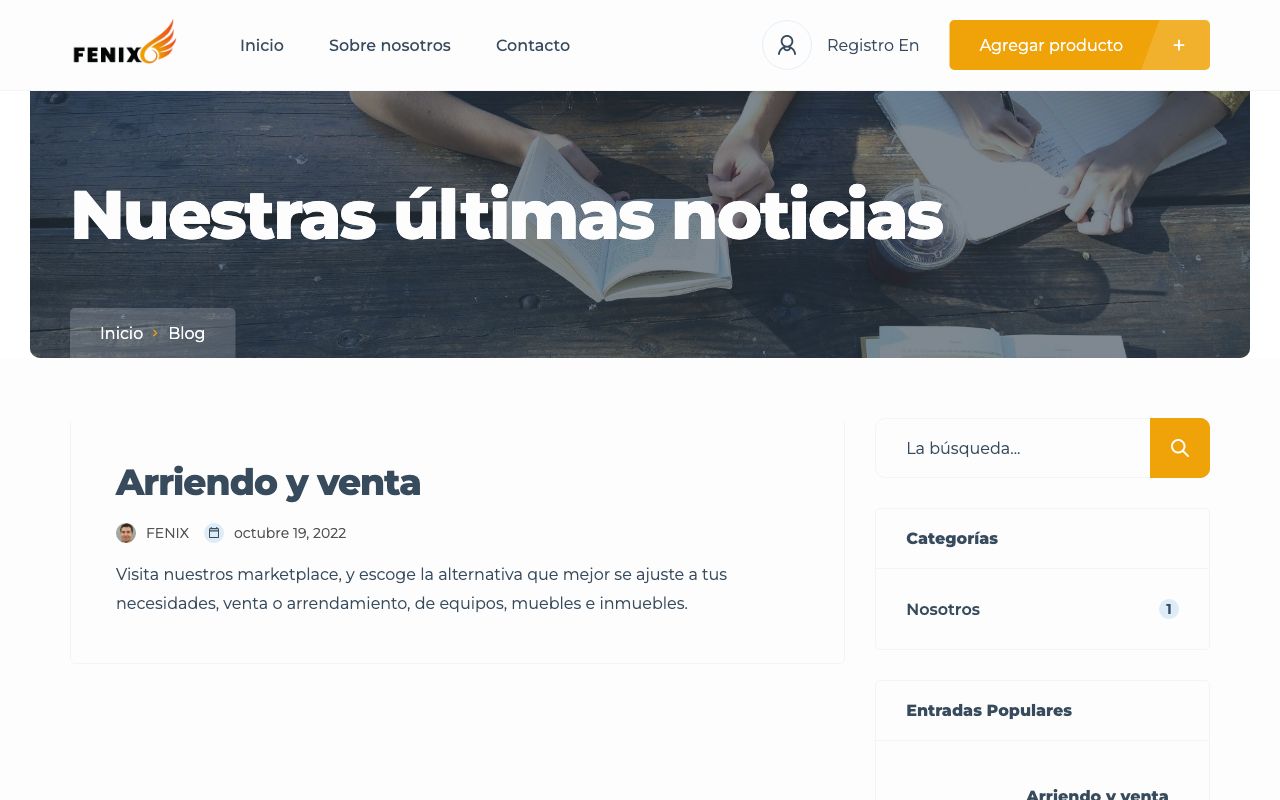 FENIX
Inicio
Sobre nosotros
Contacto
Registro En
Agregar producto +
Nuestras últimas noticias
Inicio › Blog
Arriendo y venta
FENIX octubre 19, 2022
Visita nuestros marketplace, y escoge la alternativa que mejor se ajuste a tus
necesidades, venta o arrendamiento, de equipos, muebles e inmuebles.
La búsqueda...
Categorías
Nosotros 1
Entradas Populares
Arriendo y venta